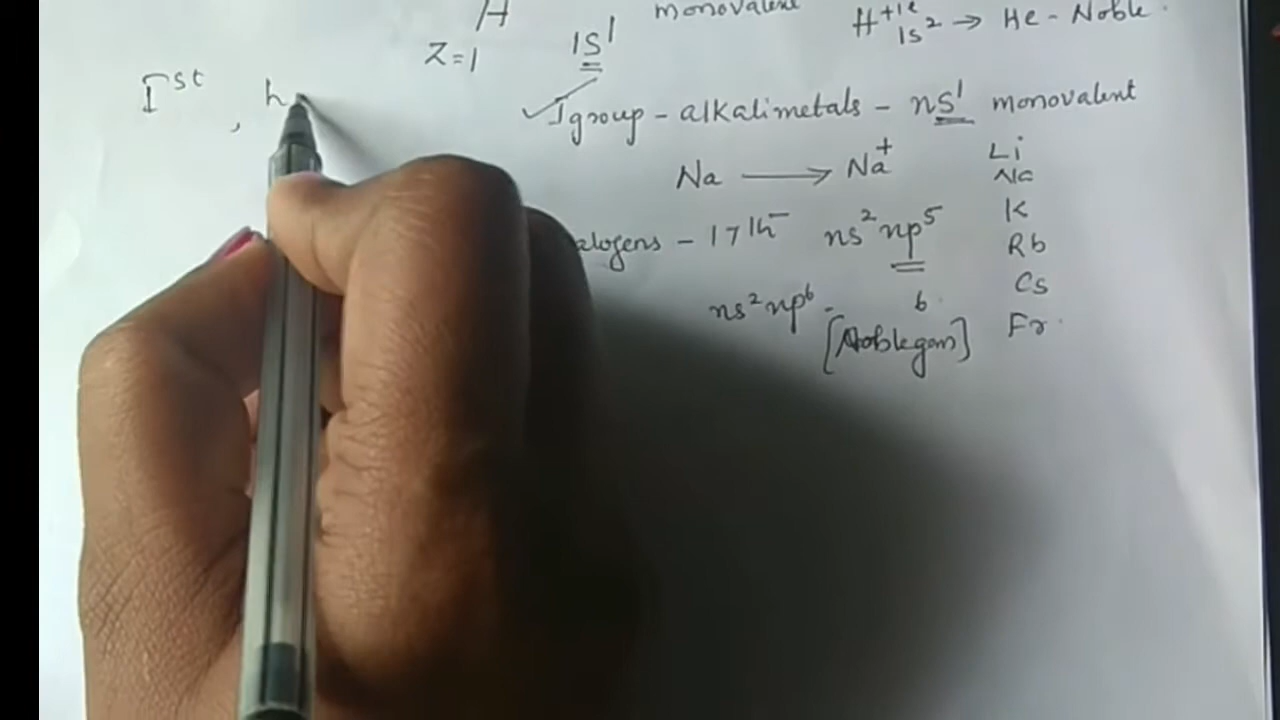 H monovalent H⁺¹ᵉ 1s² → He - Noble.
Z=1 1s¹
Iˢᵗ , h
I group - alkalimetals - ns¹ monovalent
Na → Na⁺
alogens - 17th ns² np⁵
ns² np⁶ - 6
[Noblegas]
Li
Na
K
Rb
Cs
Fr.